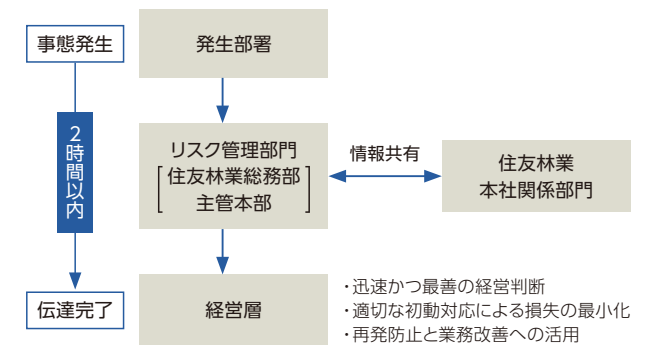 事態発生
発生部署
2時間以内
リスク管理部門
住友林業総務部
主管本部
情報共有
住友林業
本社関係部門
伝達完了
経営層
・迅速かつ最善の経営判断
・適切な初動対応による損失の最小化
・再発防止と業務改善への活用